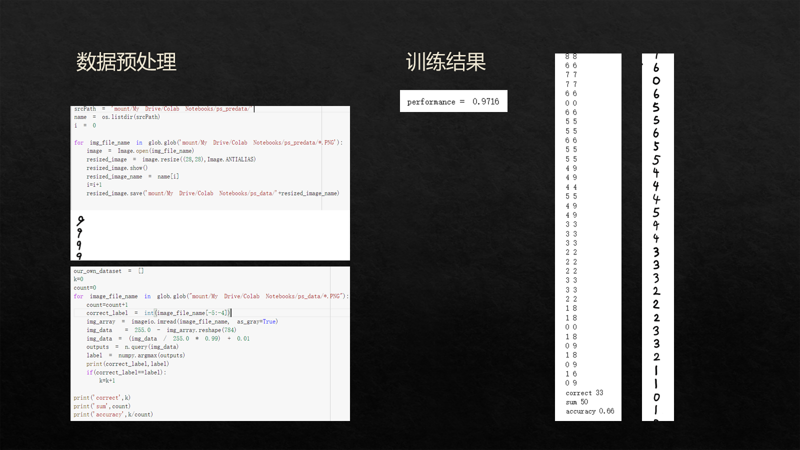 数据预处理
训练结果
srcPath = "mount/My Drive/Colab Notebooks/ps_predata/"
name = os.listdir(srcPath)
i = 0
for img_file_name in glob.glob("mount/My Drive/Colab Notebooks/ps_predata/*.PNG"):
image = Image.open(img_file_name)
resized_image = image.resize((28,28),Image.ANTIALIAS)
resized_image.show()
resized_image_name = name[i]
i=i+1
resized_image.save("mount/My Drive/Colab Notebooks/ps_data/"+resized_image_name)
9
9
9
9
our_own_dataset = []
k=0
count=0
for image_file_name in glob.glob("mount/My Drive/Colab Notebooks/ps_data/*.PNG"):
count=count+1
correct_label = int(image_file_name[-5:-4])
img_array = imageio.imread(image_file_name, as_gray=True)
img_data = 255.0 - img_array.reshape(784)
img_data = (img_data / 255.0 * 0.99) + 0.01
outputs = n.query(img_data)
label = numpy.argmax(outputs)
print(correct_label,label)
if(correct_label==label):
k=k+1
print("correct",k)
print("sum",count)
print("accuracy",k/count)
performance = 0.9716
8 8
6 6
7 7
7 7
6 6
0 0
6 6
5 5
5 5
6 6
5 5
5 5
4 9
4 9
4 4
5 5
4 9
4 9
3 3
3 3
3 3
2 2
2 2
2 2
3 3
3 3
2 2
1 8
1 8
0 0
1 8
0 9
1 8
0 9
1 6
0 9
correct 33
sum 50
accuracy 0.66
6
0
6
5
5
6
5
5
4
4
4
5
4
4
3
3
3
2
2
2
3
3
2
1
1
0
1